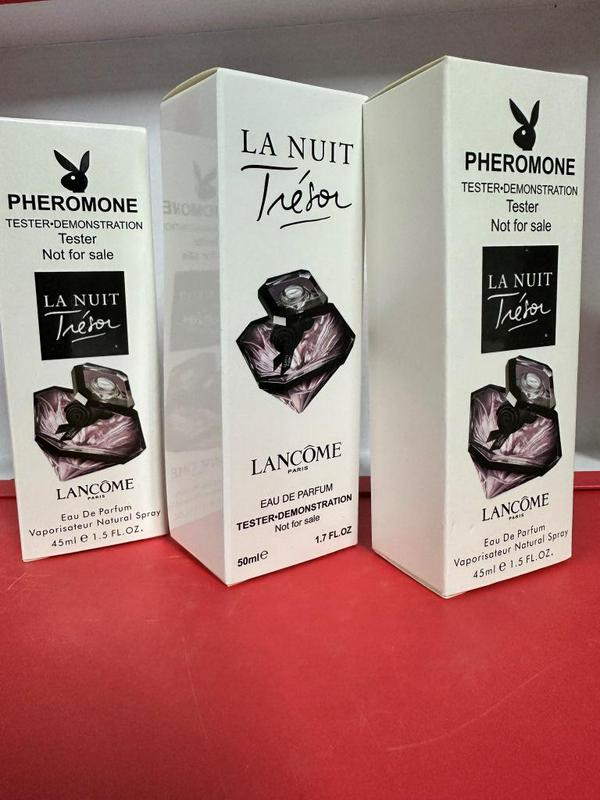 PHEROMONE
TESTER•DEMONSTRATION
Tester
Not for sale
LA NUIT
Trésor
LANCÔME
PARIS
Eau De Parfum
Vaporisateur Natural Spray
45ml ℮ 1.5 FL.OZ.
LA NUIT
Trésor
LANCÔME
PARIS
EAU DE PARFUM
TESTER•DEMONSTRATION
Not for sale
50ml℮ 1.7 FL.OZ
PHEROMONE
TESTER•DEMONSTRATION
Tester
Not for sale
LA NUIT
Trésor
LANCÔME
PARIS
Eau De Parfum
Vaporisateur Natural Spray
45ml ℮ 1.5 FL.OZ.